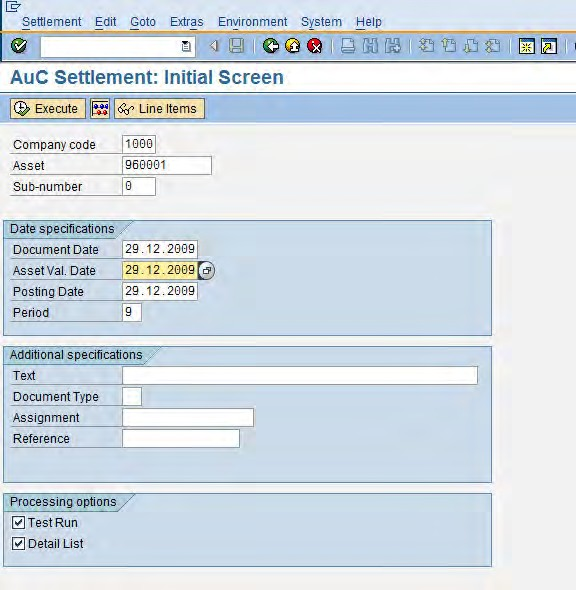 Settlement Edit Goto Extras Environment System Help
AuC Settlement: Initial Screen
Execute Line Items
Company code 1000
Asset 960001
Sub-number 0
Date specifications
Document Date 29.12.2009
Asset Val. Date 29.12.2009
Posting Date 29.12.2009
Period 9
Additional specifications
Text
Document Type
Assignment
Reference
Processing options
Test Run
Detail List